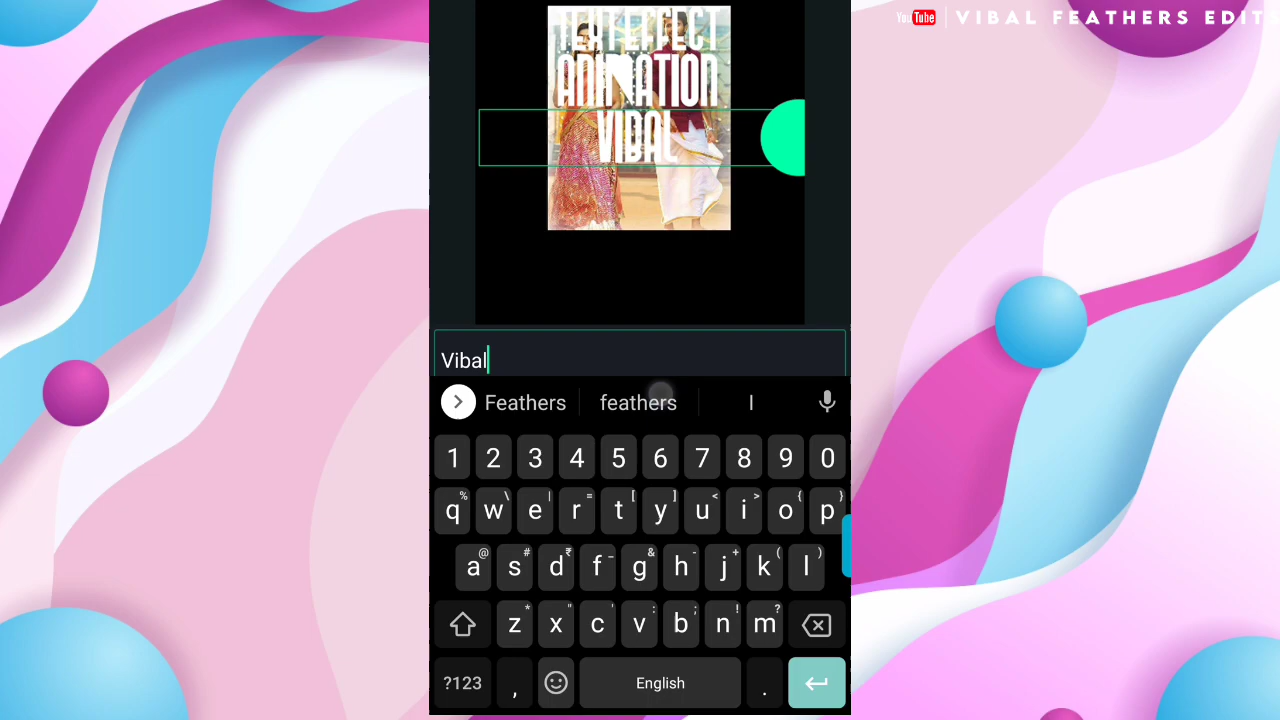 YouTube | VIBAL FEATHERS EDIT
TEXT EFFECT
ANIMATION
VIBAL
Vibal
Feathers feathers I
1 2 3 4 5 6 7 8 9 0
% \ | = [ ] < > { }
q w e r t y u i o p
@ # ₹ _ & - + ( )
a s d f g h j k l
* " ' : ; ! ?
z x c v b n m
?123 , English .